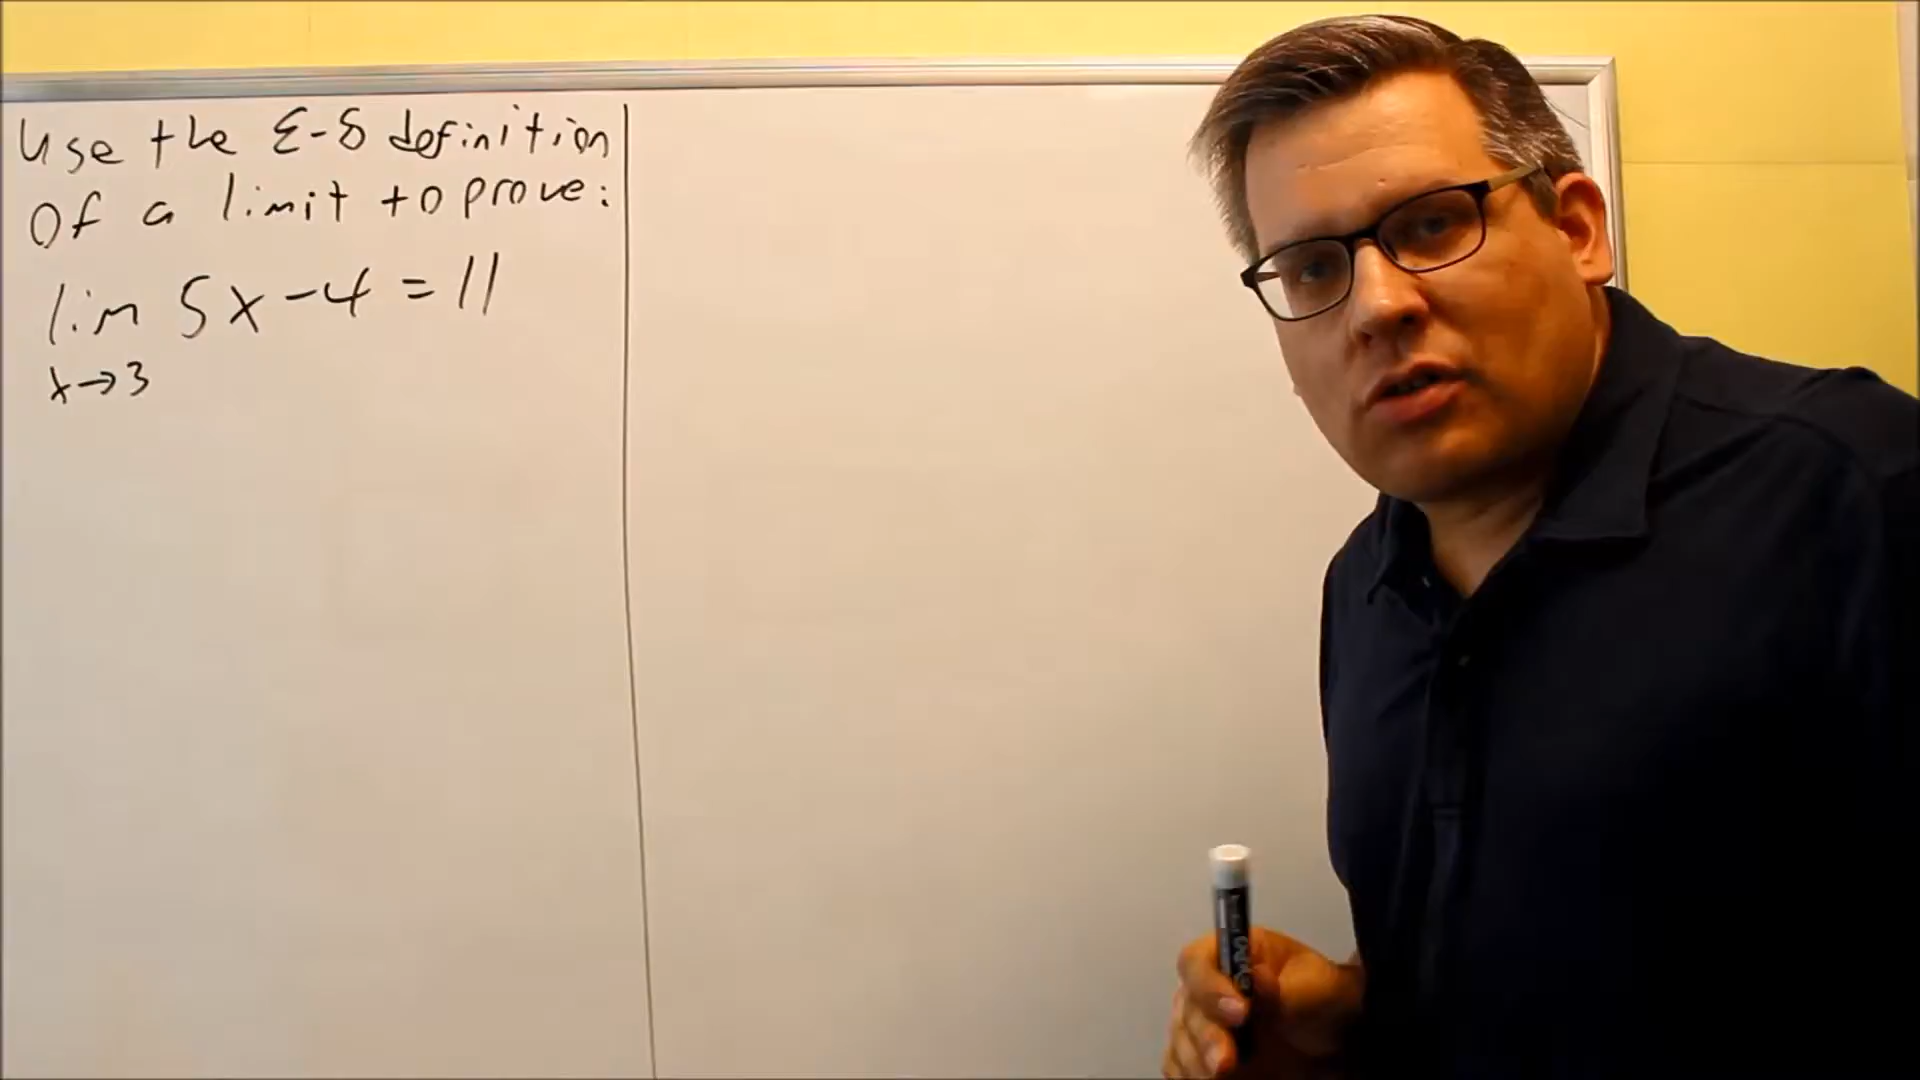 Use the ε-δ definition
of a limit to prove:
lim 5x-4 = 11
x→3